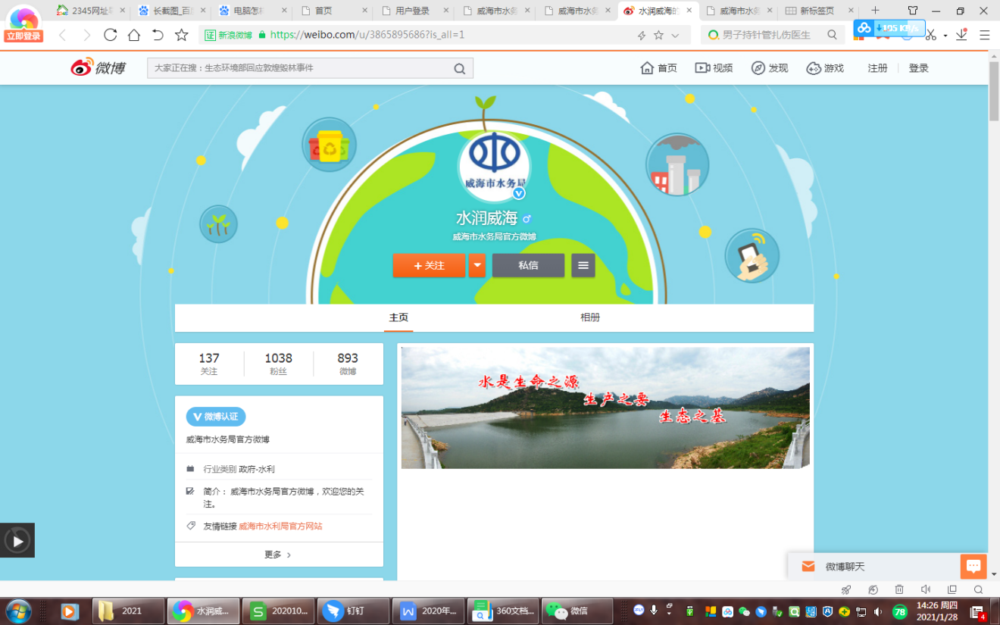 2345网址导
长截图_百度
电脑怎
首页
用户登录
威海市水务
威海市水务
水润威海的
威海市水务
新标签页
立即登录
证 新浪微博 https://weibo.com/u/3865895686?is_all=1
男子持针管扎伤医生
微博
大家正在搜：生态环境部回应敦煌毁林事件
首页
视频
发现
游戏
注册
登录
威海市水务局
水润威海
威海市水务局官方微博
+ 关注
私信
主页
相册
137
1038
893
关注
粉丝
微博
水是生命之源
生产之要
生态之基
V 微博认证
威海市水务局官方微博
行业类别 政府-水利
简介： 威海市水务局官方微博，欢迎您的关
注。
友情链接 威海市水利局官方网站
更多 ›
微博聊天
2021
水润威...
202010...
钉钉
2020年...
360文档...
微信
78
14:26 周四
2021/1/28
4